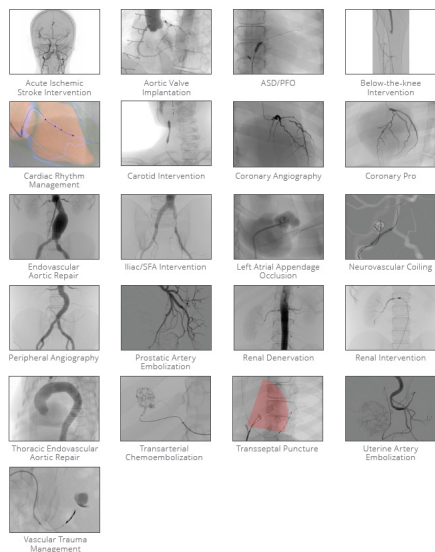 Acute Ischemic
Stroke Intervention
Aortic Valve
Implantation
ASD/PFO
Below-the-knee
Intervention
Cardiac Rhythm
Management
Carotid Intervention
Coronary Angiography
Coronary Pro
Endovascular
Aortic Repair
Iliac/SFA Intervention
Left Atrial Appendage
Occlusion
Neurovascular Coiling
Peripheral Angiography
Prostatic Artery
Embolization
Renal Denervation
Renal Intervention
Thoracic Endovascular
Aortic Repair
Transarterial
Chemoembolization
Transseptal Puncture
Uterine Artery
Embolization
Vascular Trauma
Management